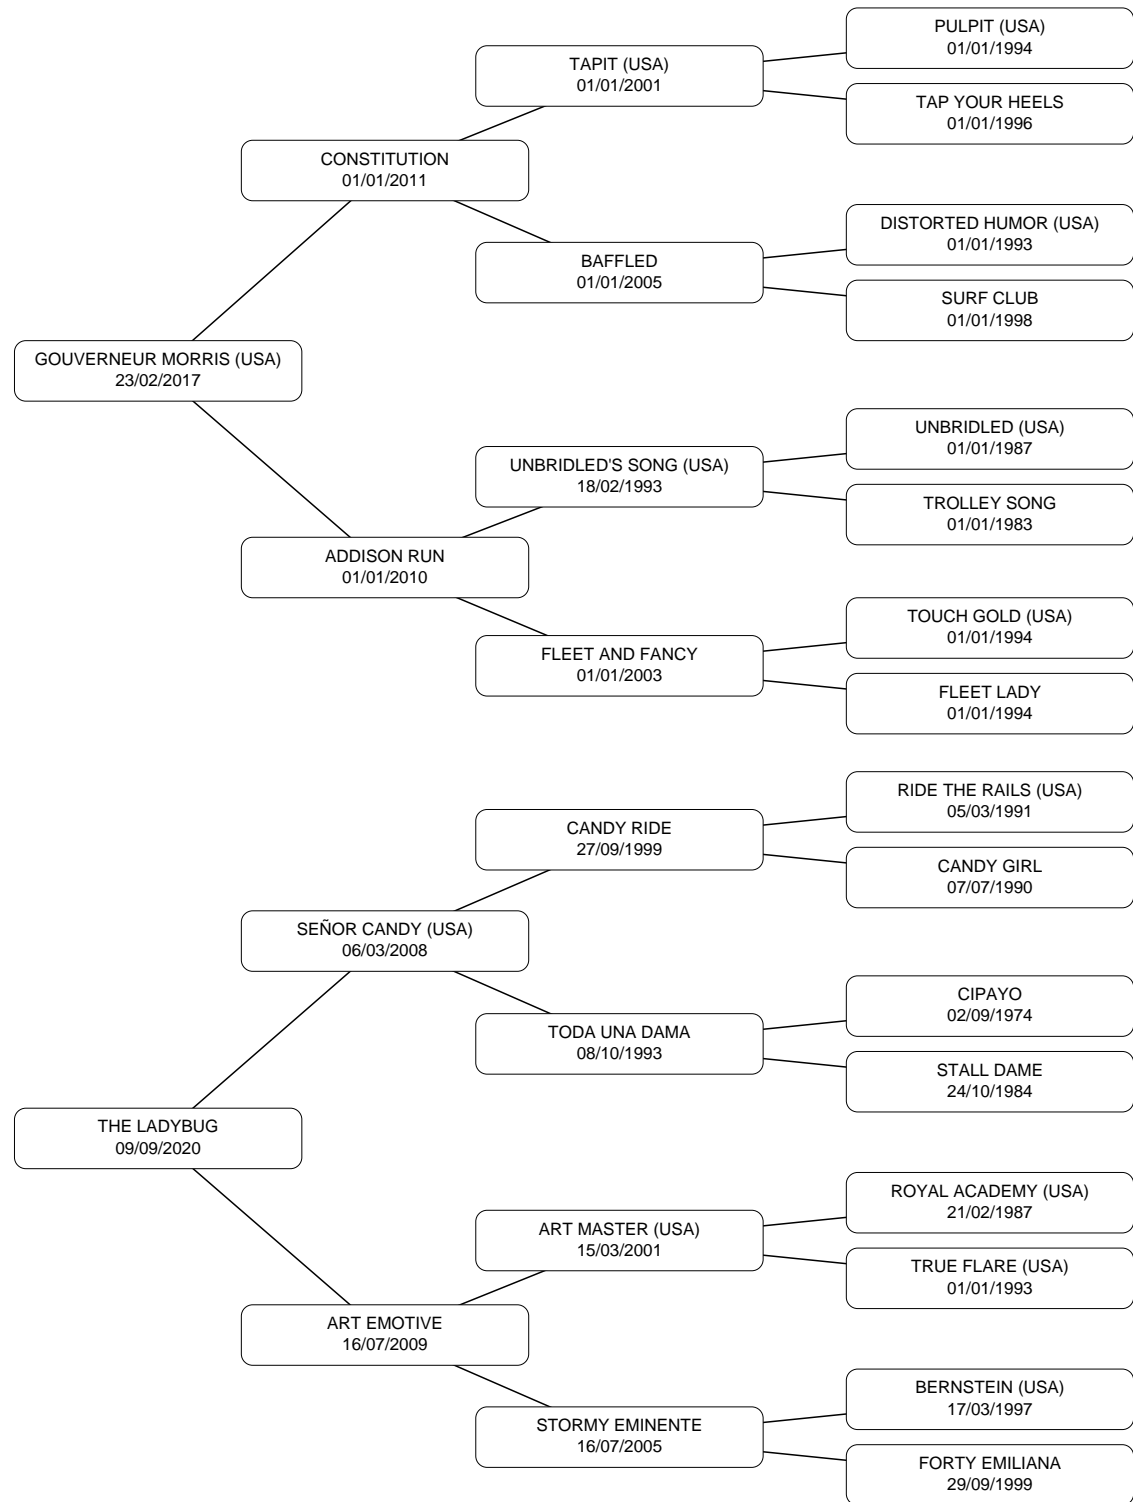 PULPIT (USA)
01/01/1994
TAPIT (USA)
01/01/2001
TAP YOUR HEELS
01/01/1996
CONSTITUTION
01/01/2011
DISTORTED HUMOR (USA)
01/01/1993
BAFFLED
01/01/2005
SURF CLUB
01/01/1998
GOUVERNEUR MORRIS (USA)
23/02/2017
UNBRIDLED (USA)
01/01/1987
UNBRIDLED'S SONG (USA)
18/02/1993
TROLLEY SONG
01/01/1983
ADDISON RUN
01/01/2010
TOUCH GOLD (USA)
01/01/1994
FLEET AND FANCY
01/01/2003
FLEET LADY
01/01/1994
RIDE THE RAILS (USA)
05/03/1991
CANDY RIDE
27/09/1999
CANDY GIRL
07/07/1990
SEÑOR CANDY (USA)
06/03/2008
CIPAYO
02/09/1974
TODA UNA DAMA
08/10/1993
STALL DAME
24/10/1984
THE LADYBUG
09/09/2020
ROYAL ACADEMY (USA)
21/02/1987
ART MASTER (USA)
15/03/2001
TRUE FLARE (USA)
01/01/1993
ART EMOTIVE
16/07/2009
BERNSTEIN (USA)
17/03/1997
STORMY EMINENTE
16/07/2005
FORTY EMILIANA
29/09/1999